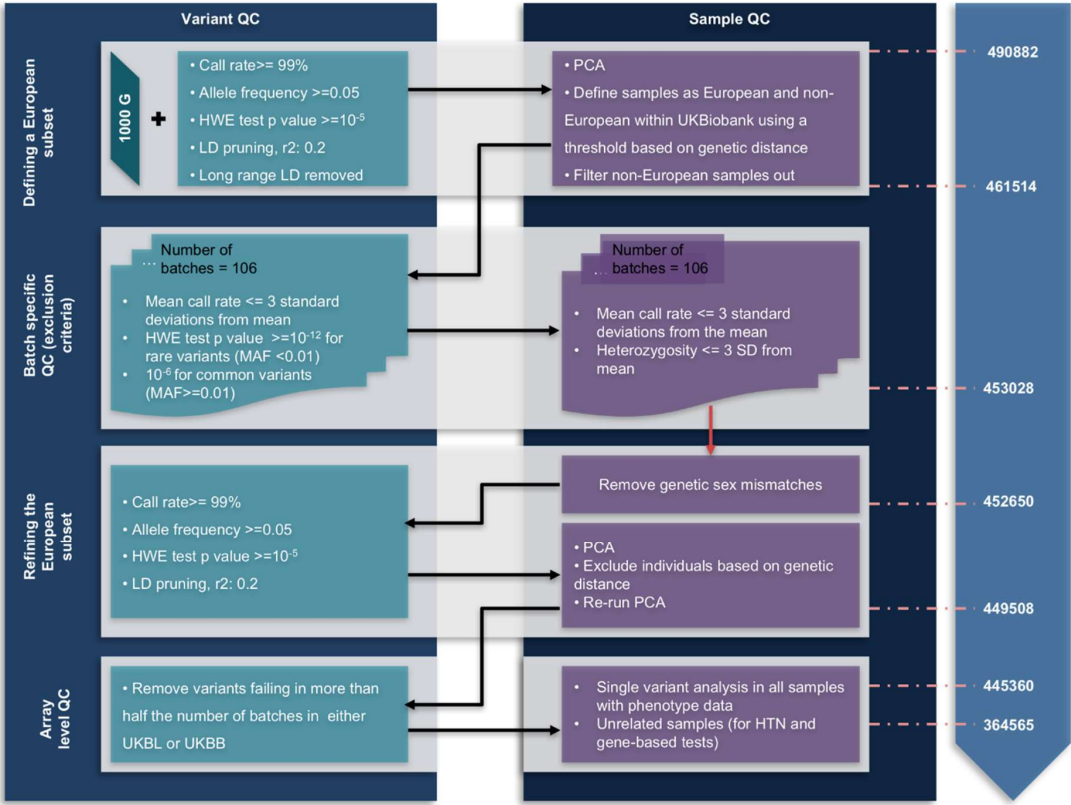 Variant QC
Sample QC
Defining a European
subset
1000 G
+
• Call rate>= 99%
• Allele frequency >=0.05
• HWE test p value >=10⁻⁵
• LD pruning, r2: 0.2
• Long range LD removed
• PCA
• Define samples as European and non-
European within UKBiobank using a
threshold based on genetic distance
• Filter non-European samples out
490882
461514
Batch specific
QC (exclusion
criteria)
Number of
... batches = 106
• Mean call rate <= 3 standard
deviations from mean
• HWE test p value >=10⁻¹² for
rare variants (MAF <0.01)
• 10⁻⁶ for common variants
(MAF>=0.01)
Number of
... batches = 106
• Mean call rate <= 3 standard
deviations from the mean
• Heterozygosity <= 3 SD from
mean
453028
Refining the
European
subset
• Call rate>= 99%
• Allele frequency >=0.05
• HWE test p value >=10⁻⁵
• LD pruning, r2: 0.2
Remove genetic sex mismatches
• PCA
• Exclude individuals based on genetic
distance
• Re-run PCA
452650
449508
Array
level QC
• Remove variants failing in more than
half the number of batches in either
UKBL or UKBB
• Single variant analysis in all samples
with phenotype data
• Unrelated samples (for HTN and
gene-based tests)
445360
364565